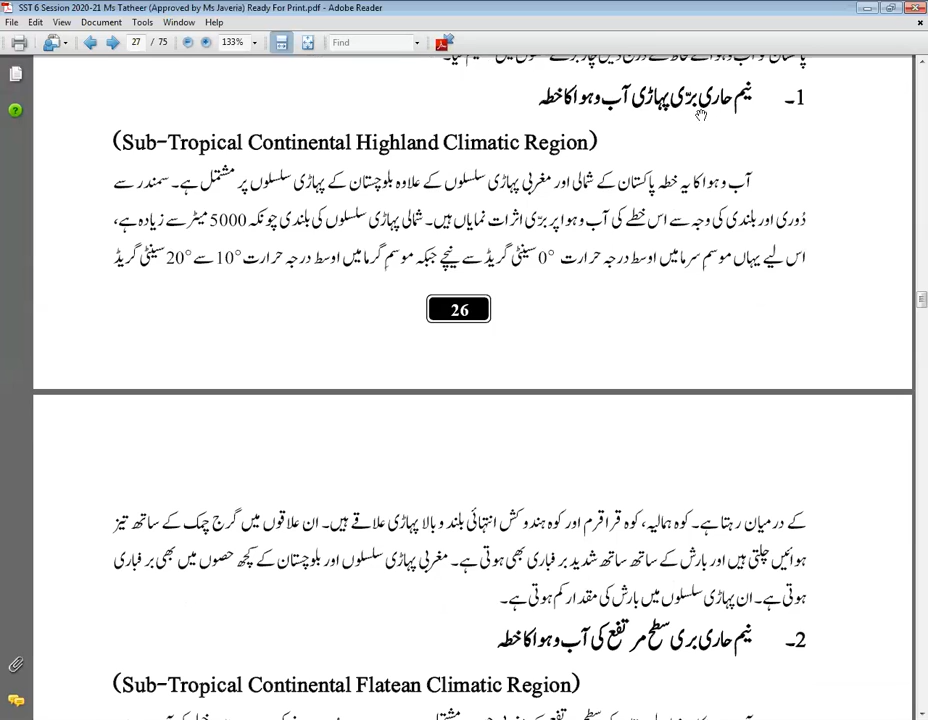 SST 6 Session 2020-21 Ms Tatheer (Approved by Ms Javeria) Ready For Print.pdf - Adobe Reader
File Edit View Document Tools Window Help
27 / 75 133% Find
1۔ نیم حاری برّی پہاڑی آب و ہوا کا خطہ
(Sub-Tropical Continental Highland Climatic Region)
آب و ہوا کا یہ خطہ پاکستان کے شمالی اور مغربی پہاڑی سلسلوں کے علاوہ بلوچستان کے پہاڑی سلسلوں پر مشتمل ہے۔ سمندر سے
دُوری اور بلندی کی وجہ سے اس خطے کی آب و ہوا پر برّی اثرات نمایاں ہیں۔ شمالی پہاڑی سلسلوں کی بلندی چونکہ 5000 میٹر سے زیادہ ہے،
اس لیے یہاں موسمِ سرما میں اوسط درجہ حرارت °0 سینٹی گریڈ سے نیچے جبکہ موسمِ گرما میں اوسط درجہ حرارت °10 سے °20 سینٹی گریڈ
26
کے درمیان رہتا ہے۔ کوہ ہمالیہ، کوہ قراقرم اور کوہ ہندوکش انتہائی بلند و بالا پہاڑی علاقے ہیں۔ ان علاقوں میں گرج چمک کے ساتھ تیز
ہوائیں چلتی ہیں اور بارش کے ساتھ ساتھ شدید برفباری بھی ہوتی ہے۔ مغربی پہاڑی سلسلوں اور بلوچستان کے کچھ حصوں میں بھی برفباری
ہوتی ہے۔ ان پہاڑی سلسلوں میں بارش کی مقدار کم ہوتی ہے۔
2۔ نیم حاری بری سطح مرتفع کی آب و ہوا کا خطہ
(Sub-Tropical Continental Flatean Climatic Region)